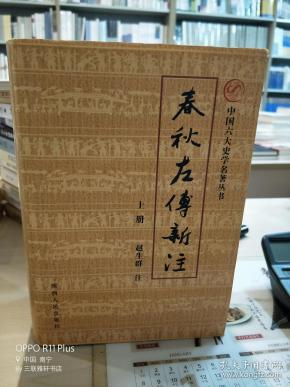 中国六大史学名著丛书
春秋左傳新注
上册
赵生群 注
陕西人民出版社
OPPO R11 Plus
中国·南宁
by 三联雅轩书店